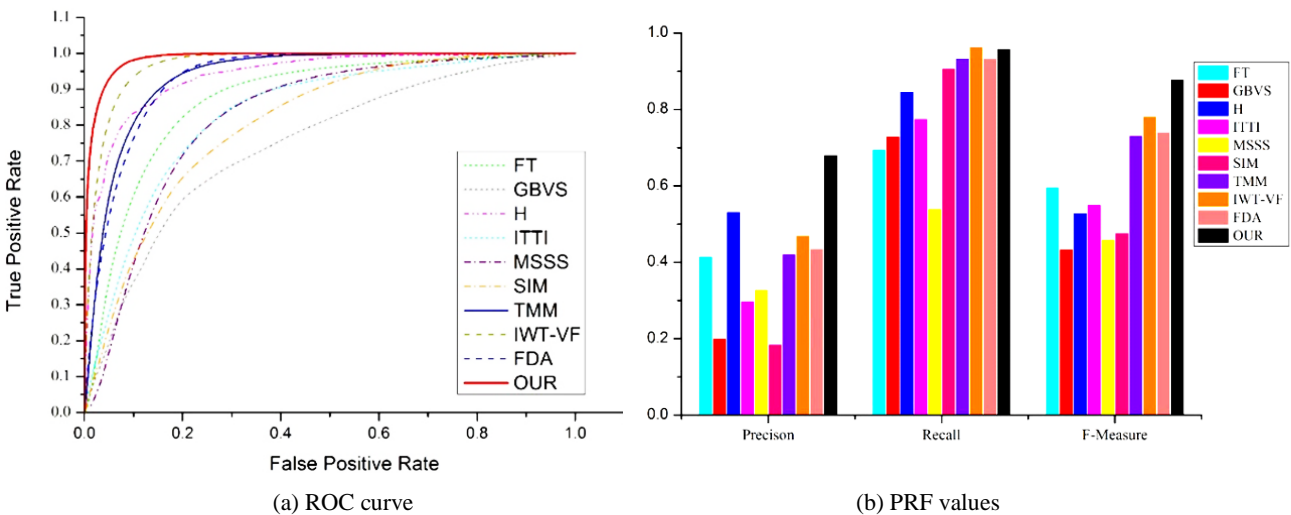 1.1
1.0
0.9
0.8
0.7
0.6
0.5
0.4
0.3
0.2
0.1
0.0
True Positive Rate
0.0 0.2 0.4 0.6 0.8 1.0
False Positive Rate
FT
GBVS
H
ITTI
MSSS
SIM
TMM
IWT-VF
FDA
OUR
(a) ROC curve
1.0
0.8
0.6
0.4
0.2
0.0
Precison Recall F-Measure
FT
GBVS
H
ITTI
MSSS
SIM
TMM
IWT-VF
FDA
OUR
(b) PRF values